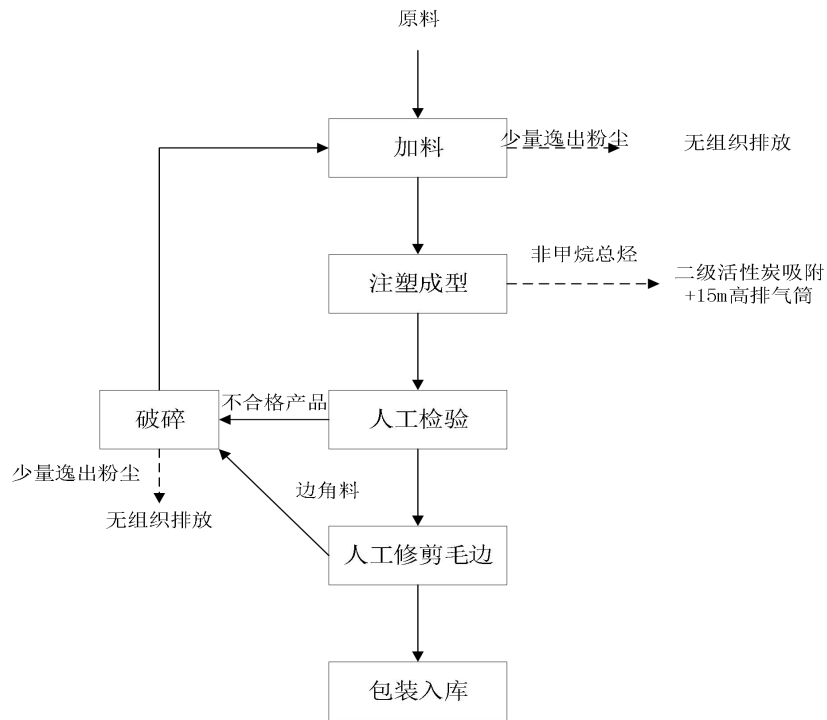 原料
加料
少量逸出粉尘
无组织排放
非甲烷总烃
注塑成型
二级活性炭吸附
+15m高排气筒
破碎
不合格产品
人工检验
少量逸出粉尘
边角料
无组织排放
人工修剪毛边
包装入库